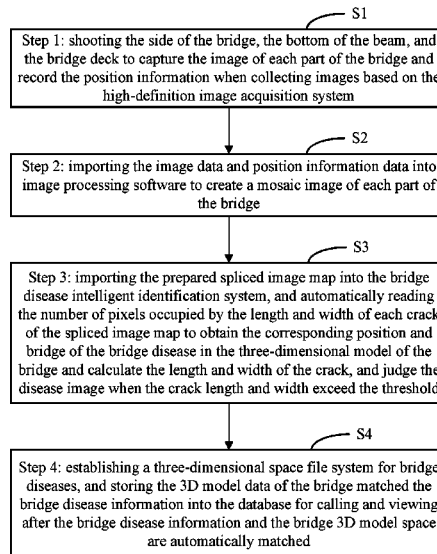 S1
Step 1: shooting the side of the bridge, the bottom of the beam, and
the bridge deck to capture the image of each part of the bridge and
record the position information when collecting images based on the
high-definition image acquisition system
S2
Step 2: importing the image data and position information data into
image processing software to create a mosaic image of each part of
the bridge
S3
Step 3: importing the prepared spliced image map into the bridge
disease intelligent identification system, and automatically reading
the number of pixels occupied by the length and width of each crack
of the spliced image map to obtain the corresponding position and
bridge of the bridge disease in the three-dimensional model of the
bridge and calculate the length and width of the crack, and judge the
disease image when the crack length and width exceed the threshold
S4
Step 4: establishing a three-dimensional space file system for bridge
diseases, and storing the 3D model data of the bridge matched the
bridge disease information into the database for calling and viewing
after the bridge disease information and the bridge 3D model space
are automatically matched